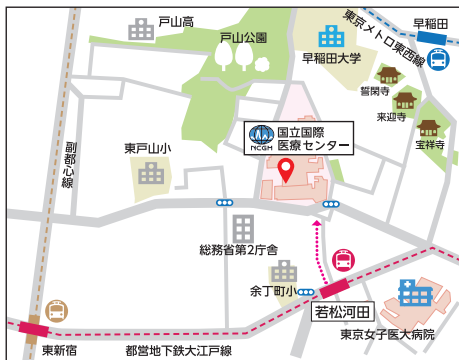 戸山高
戸山公園
早稲田大学
東京メトロ東西線
早稲田
誓閑寺
来迎寺
宝祥寺
NCGM
国立国際
医療センター
副都心線
東戸山小
総務省第2庁舎
余丁町小
若松河田
東京女子医大病院
東新宿
都営地下鉄大江戸線